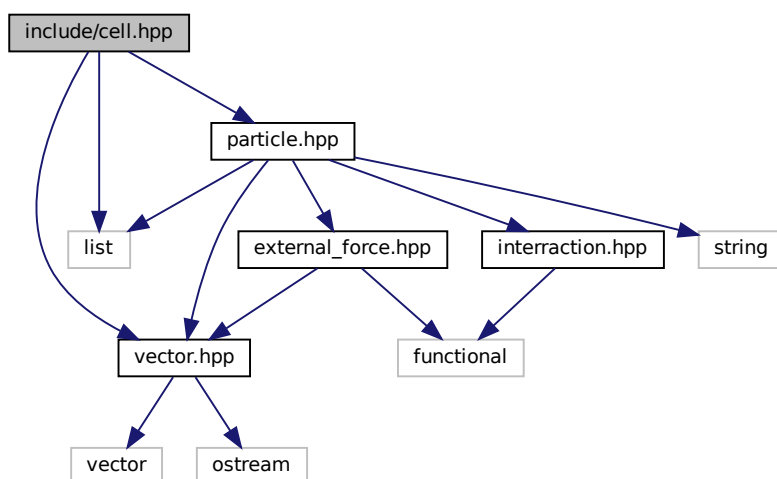 include/cell.hpp
particle.hpp
list
external_force.hpp
interraction.hpp
string
vector.hpp
functional
vector
ostream